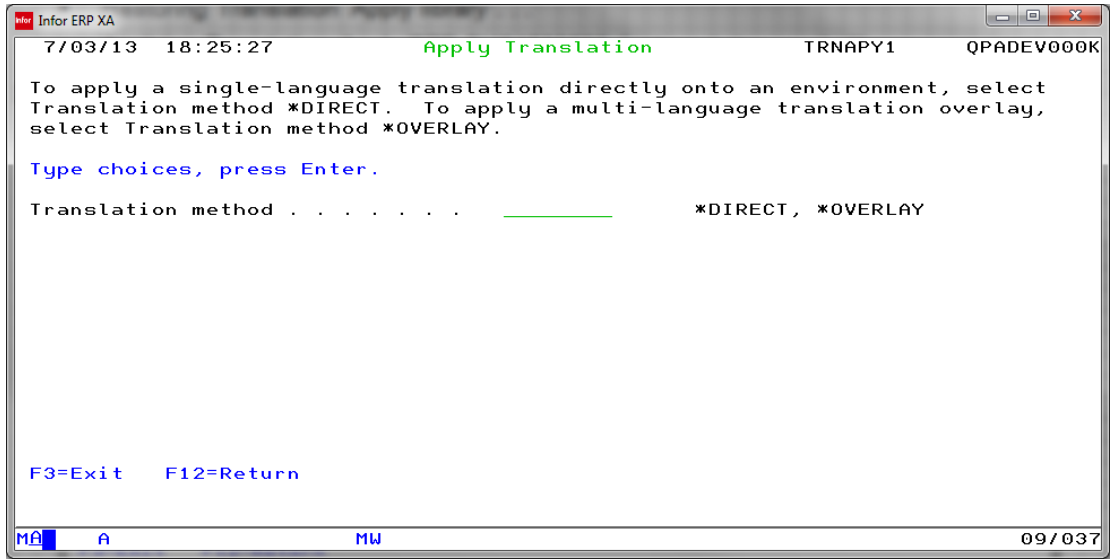 infor Infor ERP XA
7/03/13 18:25:27 Apply Translation TRNAPY1 QPADEV000K
To apply a single-language translation directly onto an environment, select
Translation method *DIRECT. To apply a multi-language translation overlay,
select Translation method *OVERLAY.
Type choices, press Enter.
Translation method . . . . . . . *DIRECT, *OVERLAY
F3=Exit F12=Return
MA A MW 09/037